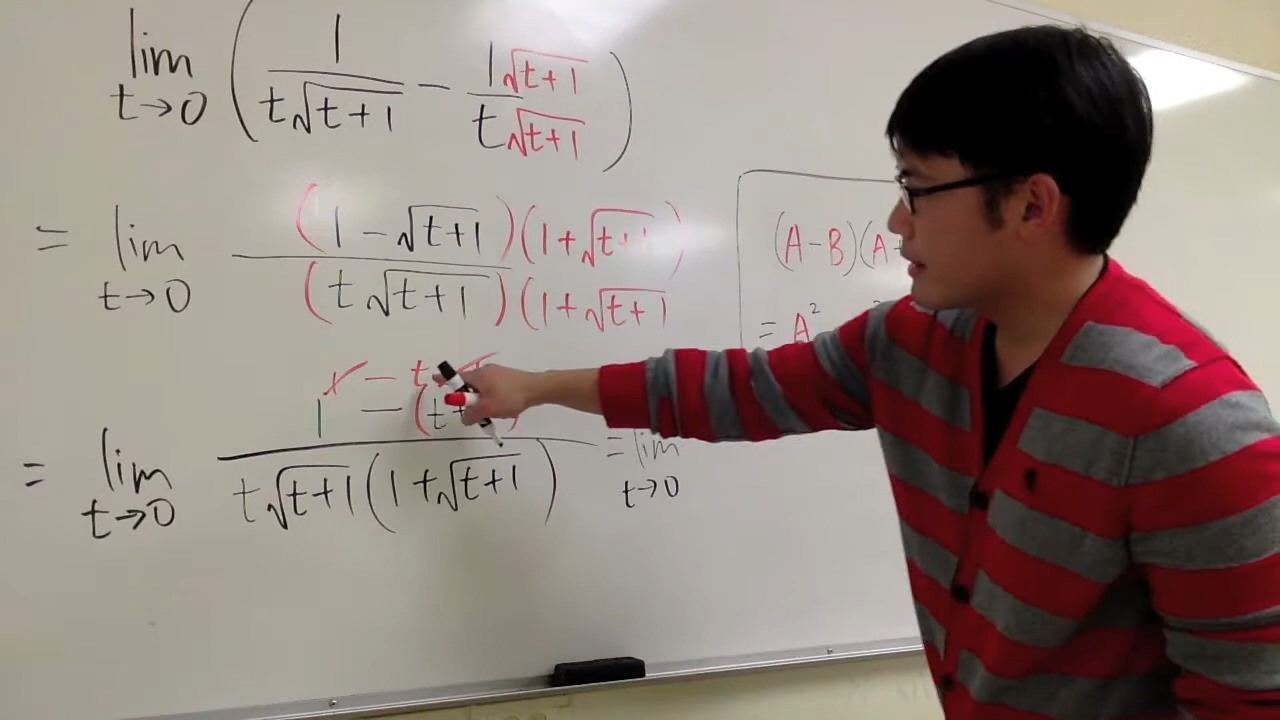 lim t→0 ( 1 / t√t+1 − 1√t+1 / t√t+1 )
= lim t→0 (1 − √t+1)(1 + √t+1) / (t√t+1)(1 + √t+1
(A − B)(A
= A²
1 − t
1 − (t+
= lim t→0 / t√t+1(1 + √t+1) = lim t→0